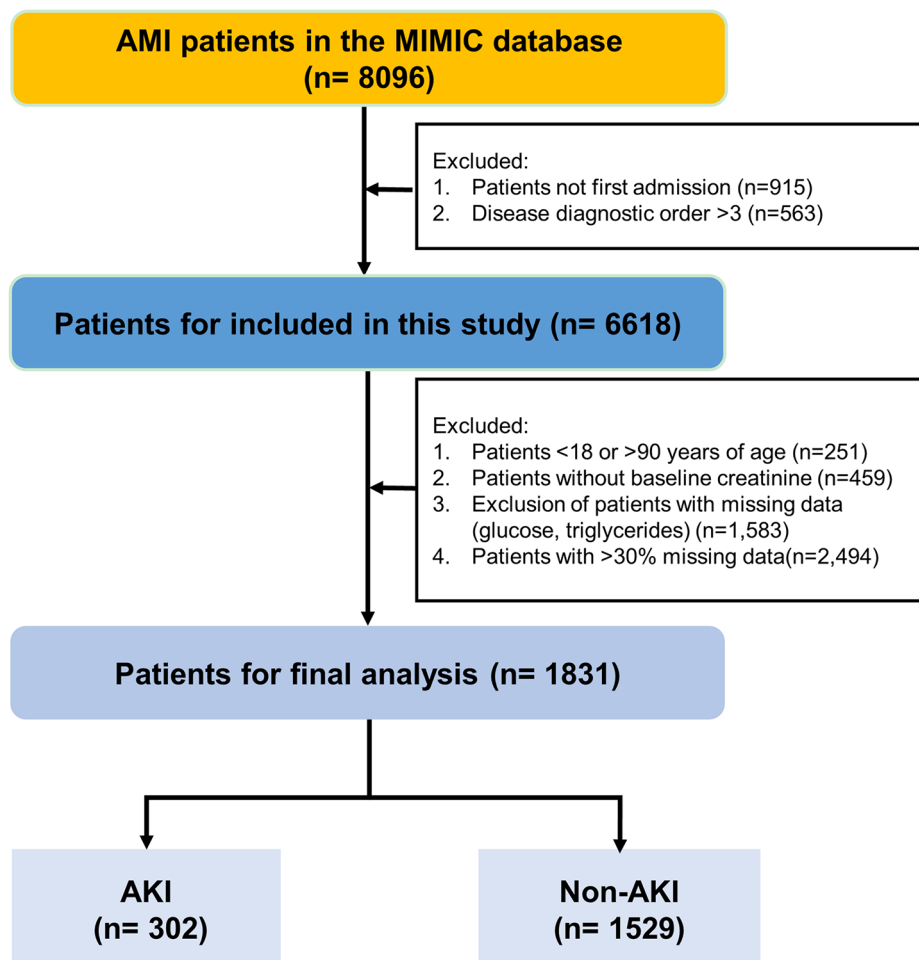 AMI patients in the MIMIC database
(n= 8096)
Excluded:
1. Patients not first admission (n=915)
2. Disease diagnostic order >3 (n=563)
Patients for included in this study (n= 6618)
Excluded:
1. Patients <18 or >90 years of age (n=251)
2. Patients without baseline creatinine (n=459)
3. Exclusion of patients with missing data
(glucose, triglycerides) (n=1,583)
4. Patients with >30% missing data(n=2,494)
Patients for final analysis (n= 1831)
AKI
(n= 302)
Non-AKI
(n= 1529)